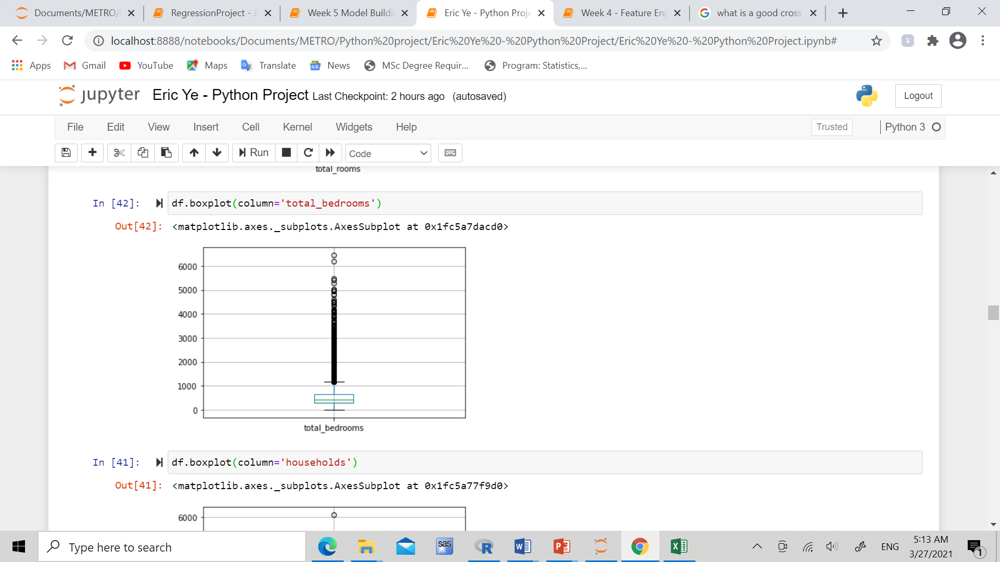 Documents/METRO/
RegressionProject - J
Week 5 Model Buildi
Eric Ye - Python Proje
Week 4 - Feature Eng
what is a good cross
localhost:8888/notebooks/Documents/METRO/Python%20project/Eric%20Ye%20-%20Python%20Project/Eric%20Ye%20-%20Python%20Project.ipynb#
Apps
Gmail
YouTube
Maps
Translate
News
MSc Degree Requir...
Program: Statistics,...
jupyter Eric Ye - Python Project Last Checkpoint: 2 hours ago (autosaved)
Logout
File Edit View Insert Cell Kernel Widgets Help
Trusted
Python 3
Run
Code
total_rooms
In [42]: df.boxplot(column='total_bedrooms')
Out[42]: <matplotlib.axes._subplots.AxesSubplot at 0x1fc5a7dacd0>
6000
5000
4000
3000
2000
1000
0
total_bedrooms
In [41]: df.boxplot(column='households')
Out[41]: <matplotlib.axes._subplots.AxesSubplot at 0x1fc5a77f9d0>
6000
Type here to search
sas
R
W
P
X
ENG
5:13 AM
3/27/2021
1